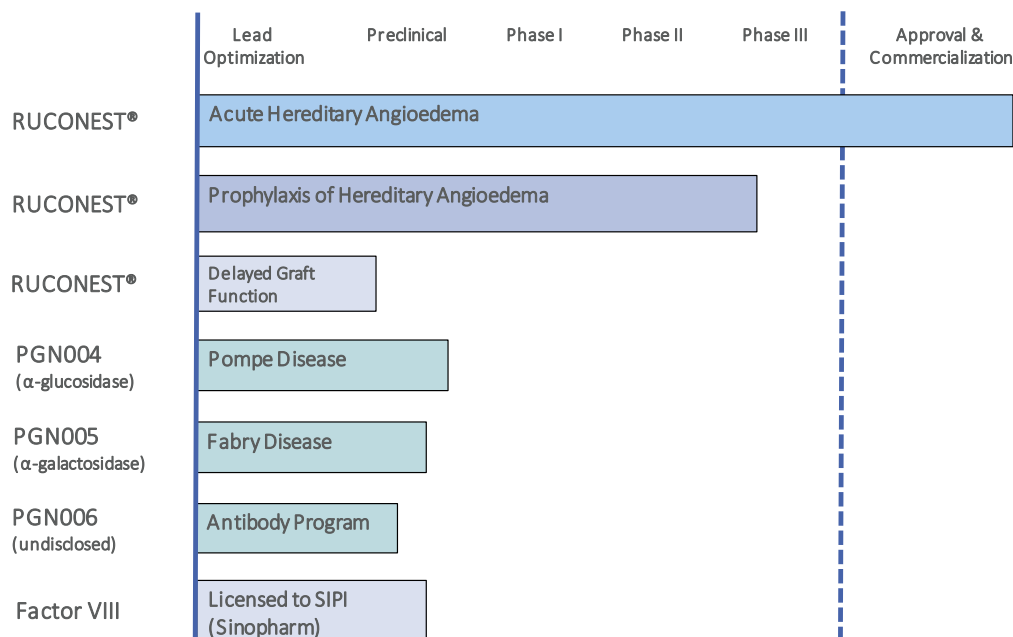 Lead
Optimization
Preclinical
Phase I
Phase II
Phase III
Approval &
Commercialization
RUCONEST®
Acute Hereditary Angioedema
RUCONEST®
Prophylaxis of Hereditary Angioedema
RUCONEST®
Delayed Graft
Function
PGN004
(α-glucosidase)
Pompe Disease
PGN005
(α-galactosidase)
Fabry Disease
PGN006
(undisclosed)
Antibody Program
Factor VIII
Licensed to SIPI
(Sinopharm)